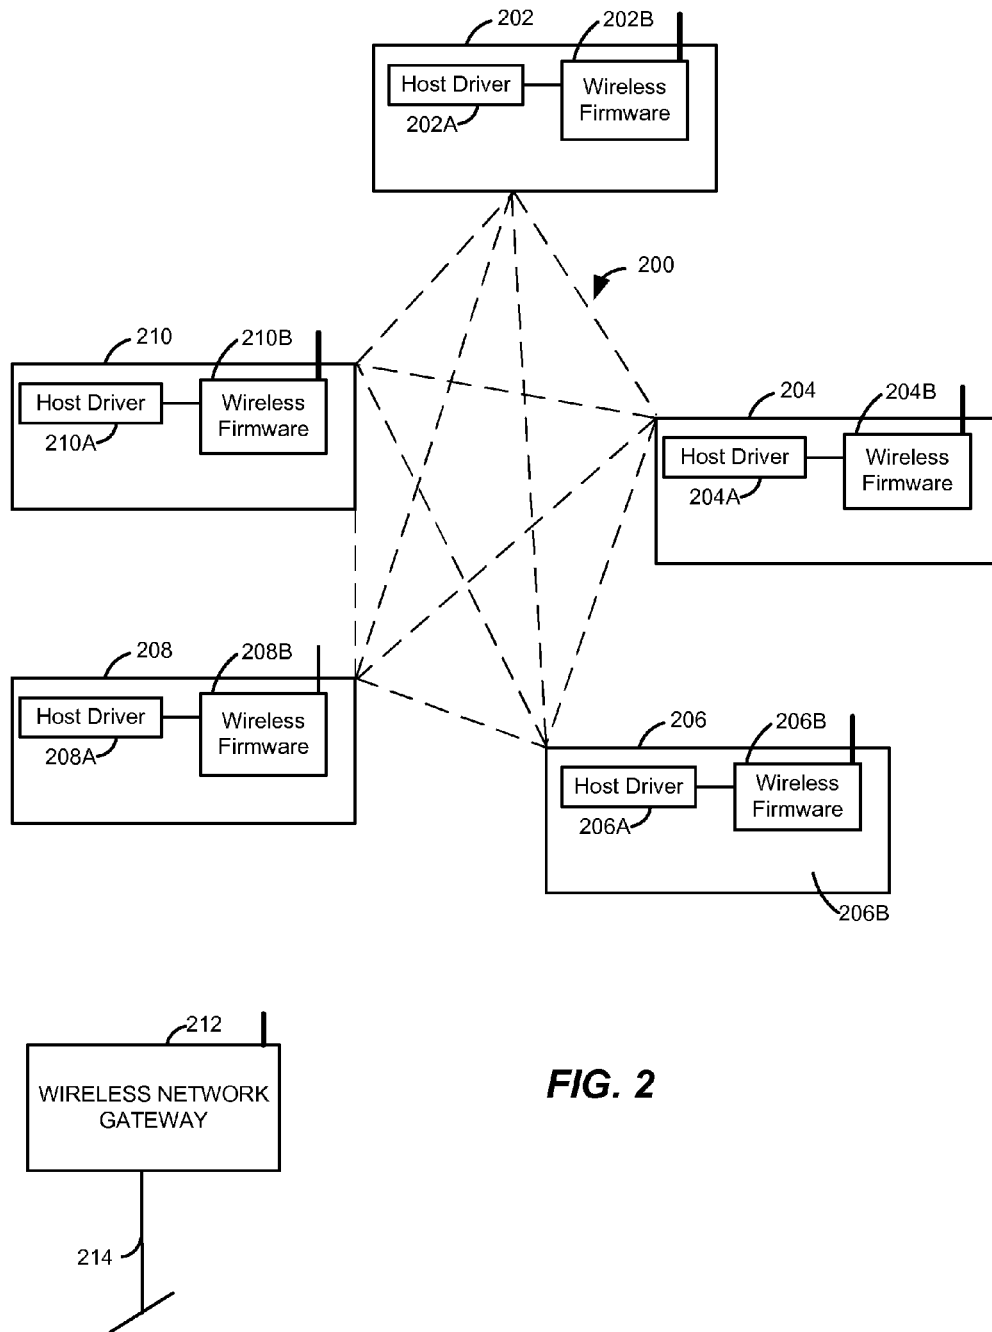 202
202B
Host Driver
202A
Wireless
Firmware
200
210
210B
Host Driver
210A
Wireless
Firmware
204
204B
Host Driver
204A
Wireless
Firmware
208
208B
Host Driver
208A
Wireless
Firmware
206
206B
Host Driver
206A
Wireless
Firmware
206B
212
WIRELESS NETWORK
GATEWAY
214
FIG. 2